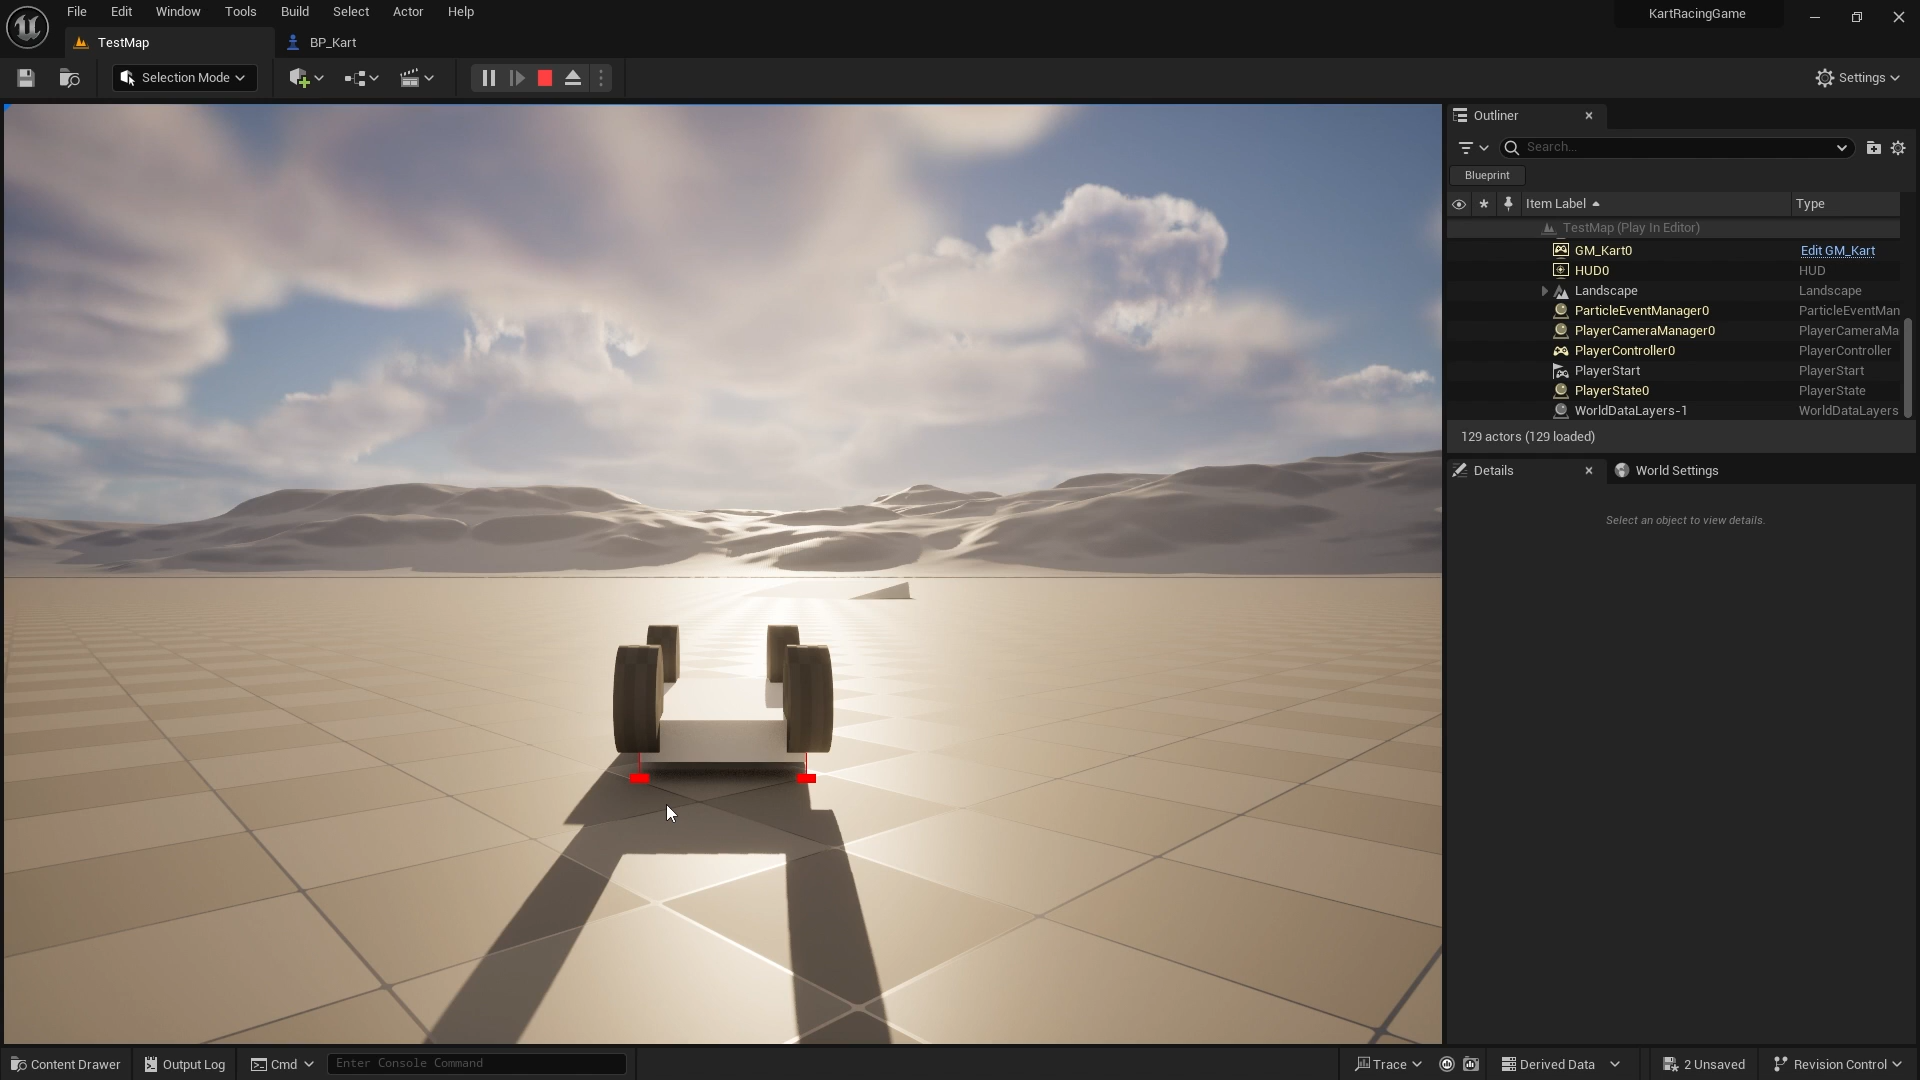 File Edit Window Tools Build Select Actor Help
KartRacingGame
TestMap
BP_Kart
Selection Mode
Settings
Outliner
Search...
Blueprint
Item Label
Type
TestMap (Play In Editor)
GM_Kart0 Edit GM_Kart
HUD0 HUD
Landscape Landscape
ParticleEventManager0 ParticleEventMan
PlayerCameraManager0 PlayerCameraMa
PlayerController0 PlayerController
PlayerStart PlayerStart
PlayerState0 PlayerState
WorldDataLayers-1 WorldDataLayers
129 actors (129 loaded)
Details
World Settings
Select an object to view details.
Content Drawer
Output Log
Cmd
Enter Console Command
Trace
Derived Data
2 Unsaved
Revision Control